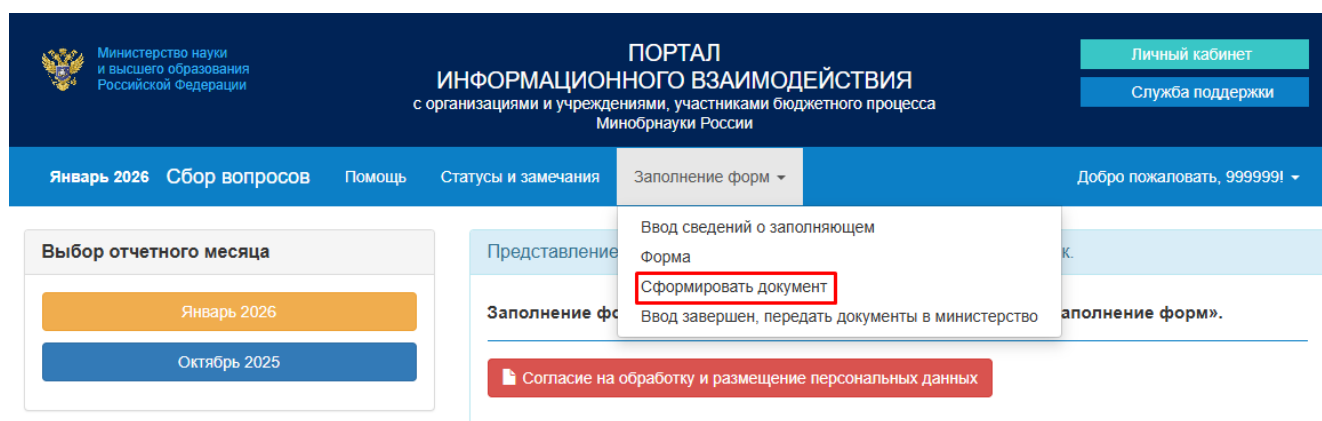 Министерство науки
и высшего образования
Российской Федерации
ПОРТАЛ
ИНФОРМАЦИОННОГО ВЗАИМОДЕЙСТВИЯ
с организациями и учреждениями, участниками бюджетного процесса
Минобрнауки России
Личный кабинет
Служба поддержки
Январь 2026 Сбор вопросов Помощь Статусы и замечания Заполнение форм Добро пожаловать, 999999!
Ввод сведений о заполняющем
Форма
Сформировать документ
Ввод завершен, передать документы в министерство
Выбор отчетного месяца
Январь 2026
Октябрь 2025
Представление к.
Заполнение аполнение форм».
Согласие на обработку и размещение персональных данных